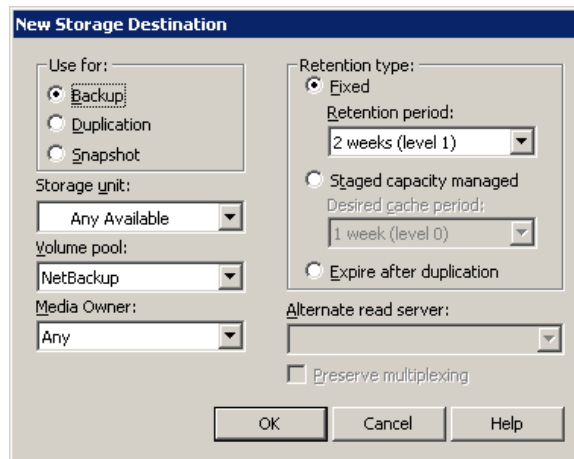 New Storage Destination
Use for:
Backup
Duplication
Snapshot
Storage unit:
Any Available
Volume pool:
NetBackup
Media Owner:
Any
Retention type:
Fixed
Retention period:
2 weeks (level 1)
Staged capacity managed
Desired cache period:
1 week (level 0)
Expire after duplication
Alternate read server:
Preserve multiplexing
OK
Cancel
Help